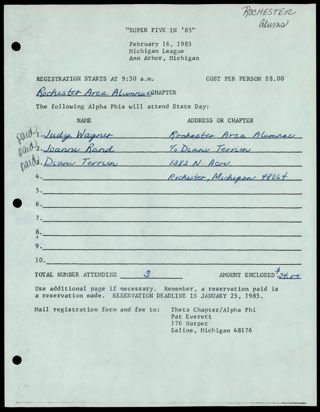 ROCHESTER
Alums
"SUPER FIVE IN '85"
February 16, 1985
Michigan League
Ann Arbor, Michigan
REGISTRATION STARTS AT 9:30 a.m. COST PER PERSON $8.00
Rochester Area Alumnae CHAPTER
The following Alpha Phis will attend State Day:
NAME ADDRESS OR CHAPTER
paid 1. Judy Wagner Rochester Area Alumnae
paid 2. Joanne Rand c/o Diane Terrien
paid 3. Diane Terrien 1282 N. Acre
4. Rochester, Michigan 48064
5.
6.
7.
8.
9.
10.
TOTAL NUMBER ATTENDING 3 AMOUNT ENCLOSED $24.00
Use additional page if necessary. Remember, a reservation paid is
a reservation made. RESERVATION DEADLINE IS JANUARY 25, 1985.
Mail registration form and fee to: Theta Chapter/Alpha Phi
Pat Everett
176 Harper
Saline, Michigan 48176